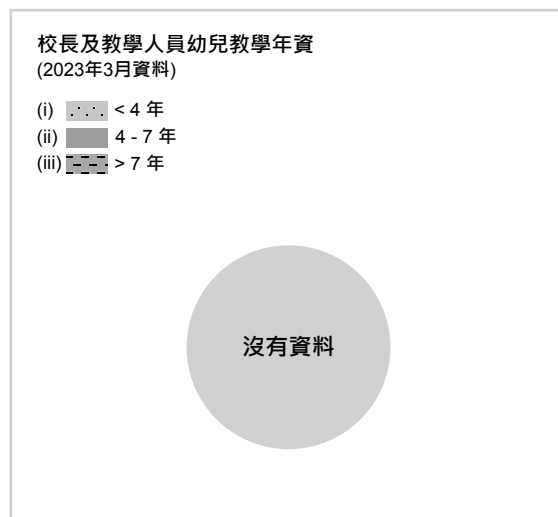 校長及教學人員幼兒教學年資
(2023年3月資料)
(i) < 4 年
(ii) 4 - 7 年
(iii) > 7 年
沒有資料